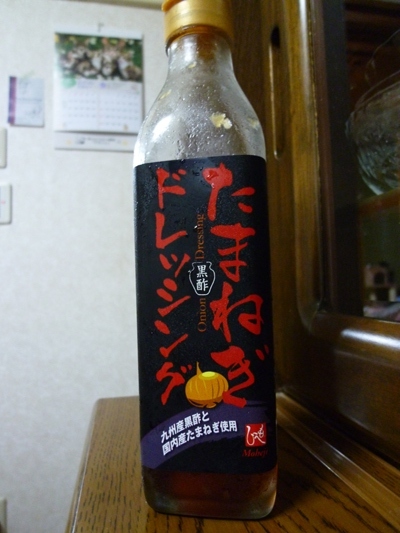 たまねぎ
ドレッシング
黒酢
Onion Dressing
九州産黒酢と
国内産たまねぎ使用